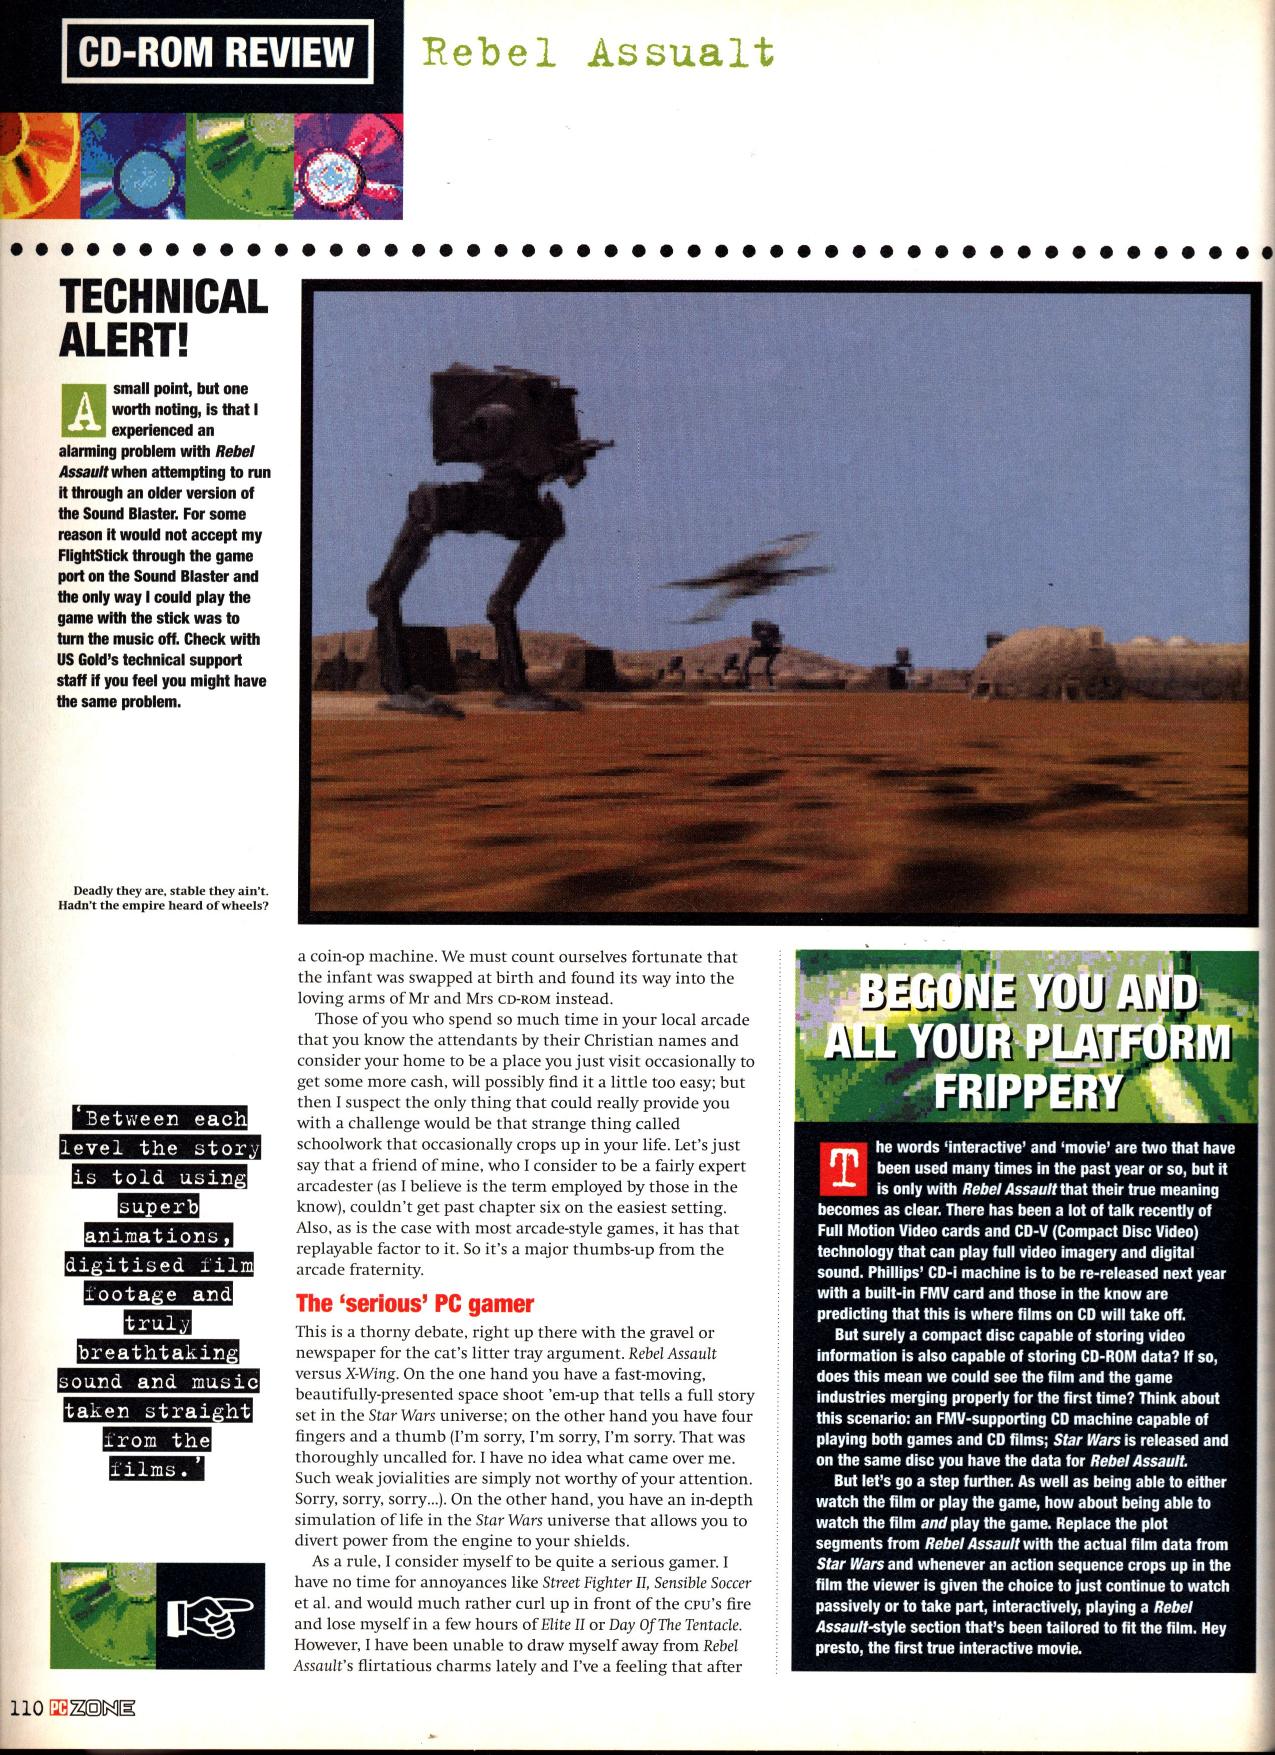 CD-ROM REVIEW
Rebel Assualt
TECHNICAL
ALERT!
A small point, but one
worth noting, is that I
experienced an
alarming problem with Rebel
Assault when attempting to run
it through an older version of
the Sound Blaster. For some
reason it would not accept my
FlightStick through the game
port on the Sound Blaster and
the only way I could play the
game with the stick was to
turn the music off. Check with
US Gold's technical support
staff if you feel you might have
the same problem.
Deadly they are, stable they ain't.
Hadn't the empire heard of wheels?
'Between each
level the story
is told using
superb
animations,
digitised film
footage and
truly
breathtaking
sound and music
taken straight
from the
films.'
a coin-op machine. We must count ourselves fortunate that
the infant was swapped at birth and found its way into the
loving arms of Mr and Mrs CD-ROM instead.
Those of you who spend so much time in your local arcade
that you know the attendants by their Christian names and
consider your home to be a place you just visit occasionally to
get some more cash, will possibly find it a little too easy; but
then I suspect the only thing that could really provide you
with a challenge would be that strange thing called
schoolwork that occasionally crops up in your life. Let's just
say that a friend of mine, who I consider to be a fairly expert
arcadester (as I believe is the term employed by those in the
know), couldn't get past chapter six on the easiest setting.
Also, as is the case with most arcade-style games, it has that
replayable factor to it. So it's a major thumbs-up from the
arcade fraternity.
The 'serious' PC gamer
This is a thorny debate, right up there with the gravel or
newspaper for the cat's litter tray argument. Rebel Assault
versus X-Wing. On the one hand you have a fast-moving,
beautifully-presented space shoot 'em-up that tells a full story
set in the Star Wars universe; on the other hand you have four
fingers and a thumb (I'm sorry, I'm sorry, I'm sorry. That was
thoroughly uncalled for. I have no idea what came over me.
Such weak jovialities are simply not worthy of your attention.
Sorry, sorry, sorry...). On the other hand, you have an in-depth
simulation of life in the Star Wars universe that allows you to
divert power from the engine to your shields.
As a rule, I consider myself to be quite a serious gamer. I
have no time for annoyances like Street Fighter II, Sensible Soccer
et al. and would much rather curl up in front of the CPU's fire
and lose myself in a few hours of Elite II or Day Of The Tentacle.
However, I have been unable to draw myself away from Rebel
Assault's flirtatious charms lately and I've a feeling that after
BEGONE YOU AND
ALL YOUR PLATFORM
FRIPPERY
The words 'interactive' and 'movie' are two that have
been used many times in the past year or so, but it
is only with Rebel Assault that their true meaning
becomes as clear. There has been a lot of talk recently of
Full Motion Video cards and CD-V (Compact Disc Video)
technology that can play full video imagery and digital
sound. Phillips' CD-i machine is to be re-released next year
with a built-in FMV card and those in the know are
predicting that this is where films on CD will take off.
But surely a compact disc capable of storing video
information is also capable of storing CD-ROM data? If so,
does this mean we could see the film and the game
industries merging properly for the first time? Think about
this scenario: an FMV-supporting CD machine capable of
playing both games and CD films; Star Wars is released and
on the same disc you have the data for Rebel Assault.
But let's go a step further. As well as being able to either
watch the film or play the game, how about being able to
watch the film and play the game. Replace the plot
segments from Rebel Assault with the actual film data from
Star Wars and whenever an action sequence crops up in the
film the viewer is given the choice to just continue to watch
passively or to take part, interactively, playing a Rebel
Assault-style section that's been tailored to fit the film. Hey
presto, the first true interactive movie.
110 PC ZONE